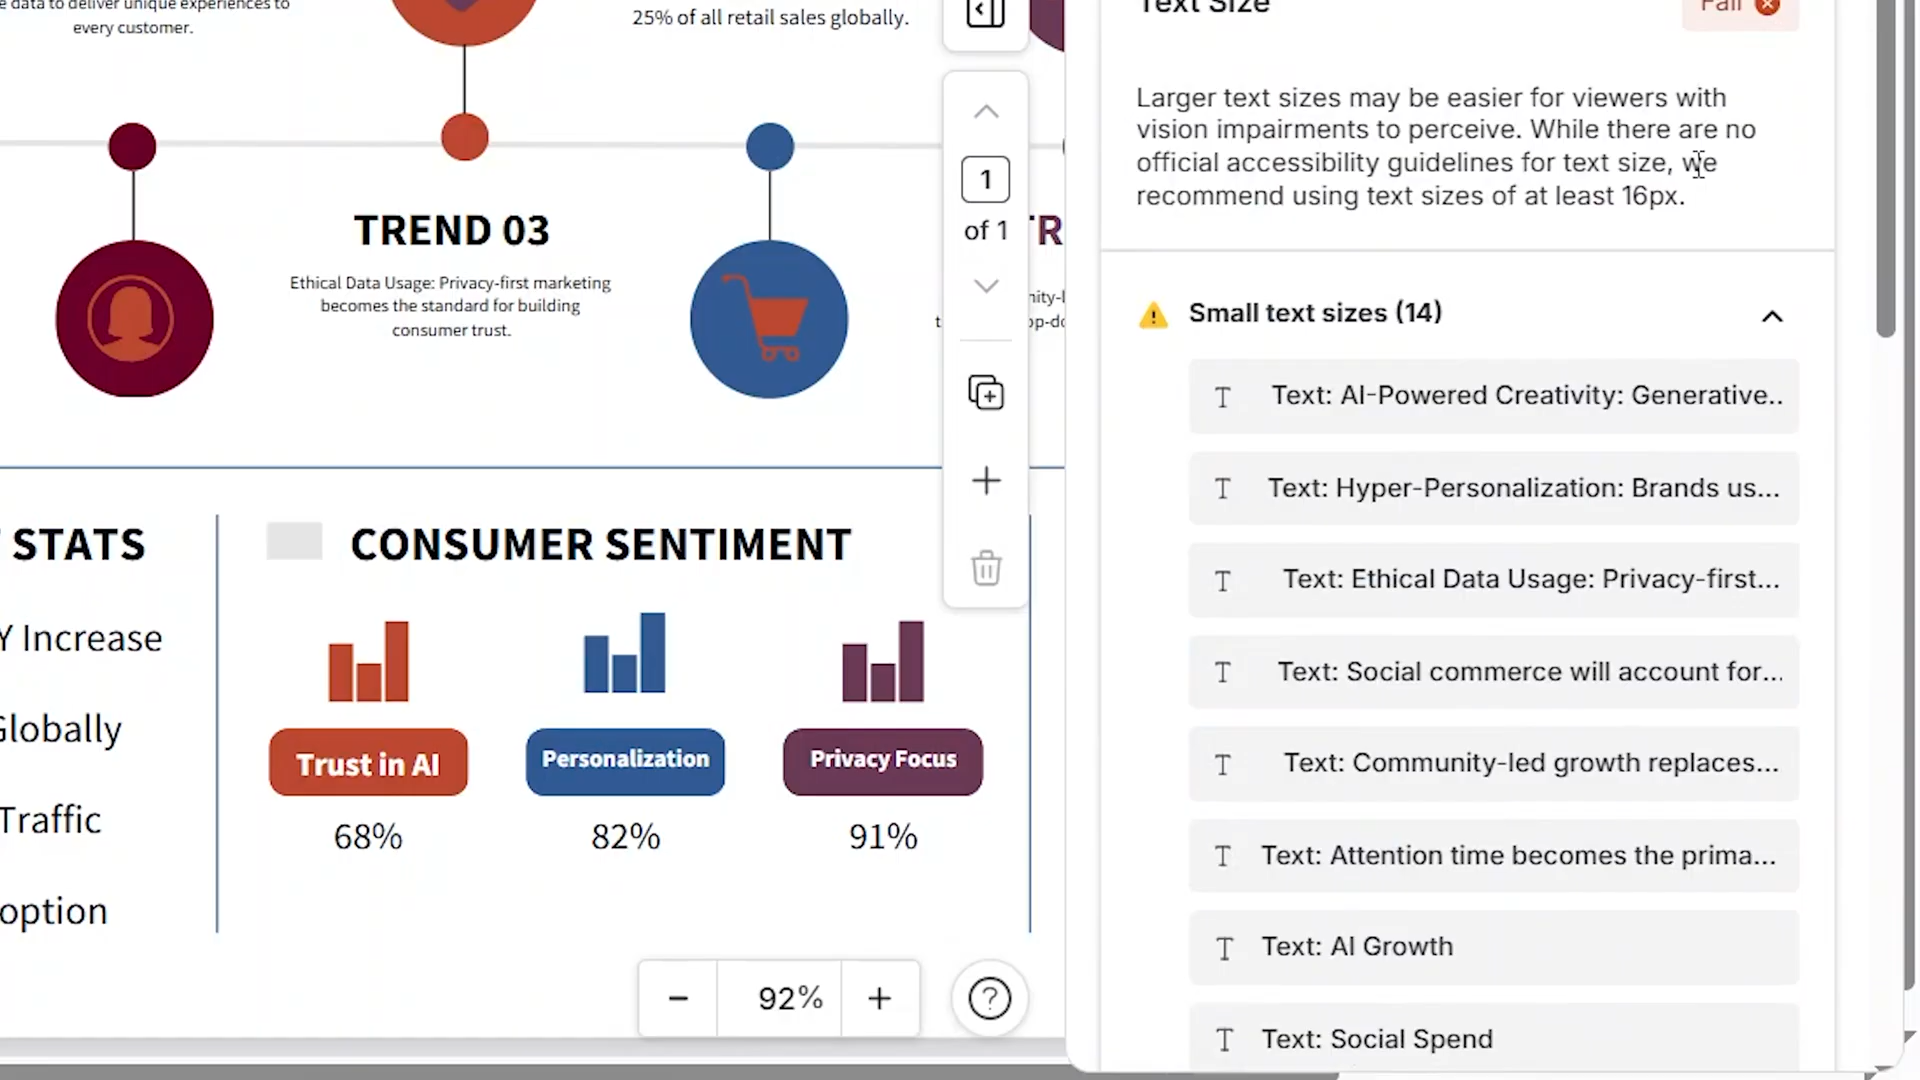 data to deliver unique experiences to
every customer.
25% of all retail sales globally.
TREND 03
Ethical Data Usage: Privacy-first marketing
becomes the standard for building
consumer trust.
STATS
Increase
Globally
Traffic
CONSUMER SENTIMENT
Trust in AI
Personalization
Privacy Focus
68%
82%
91%
1
of 1
92%
Text Size
Fail
Larger text sizes may be easier for viewers with
vision impairments to perceive. While there are no
official accessibility guidelines for text size, we
recommend using text sizes of at least 16px.
Small text sizes (14)
Text: AI-Powered Creativity: Generative..
Text: Hyper-Personalization: Brands us...
Text: Ethical Data Usage: Privacy-first...
Text: Social commerce will account for...
Text: Community-led growth replaces...
Text: Attention time becomes the prima...
Text: AI Growth
Text: Social Spend